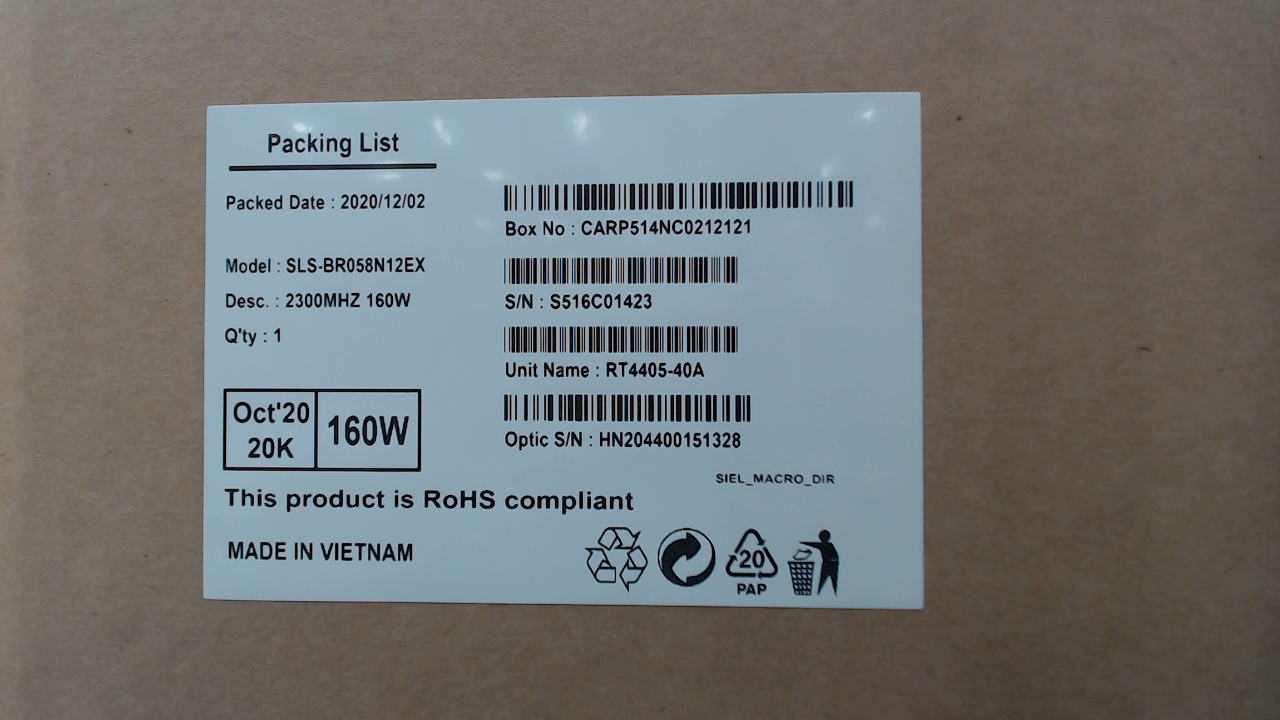 Packing List
Packed Date : 2020/12/02
Model : SLS-BR058N12EX
Desc. : 2300MHZ 160W
Q'ty : 1
Oct'20
20K
160W
Box No : CARP514NC0212121
S/N : S516C01423
Unit Name : RT4405-40A
Optic S/N : HN204400151328
SIEL_MACRO_DIR
This product is RoHS compliant
MADE IN VIETNAM
20
PAP